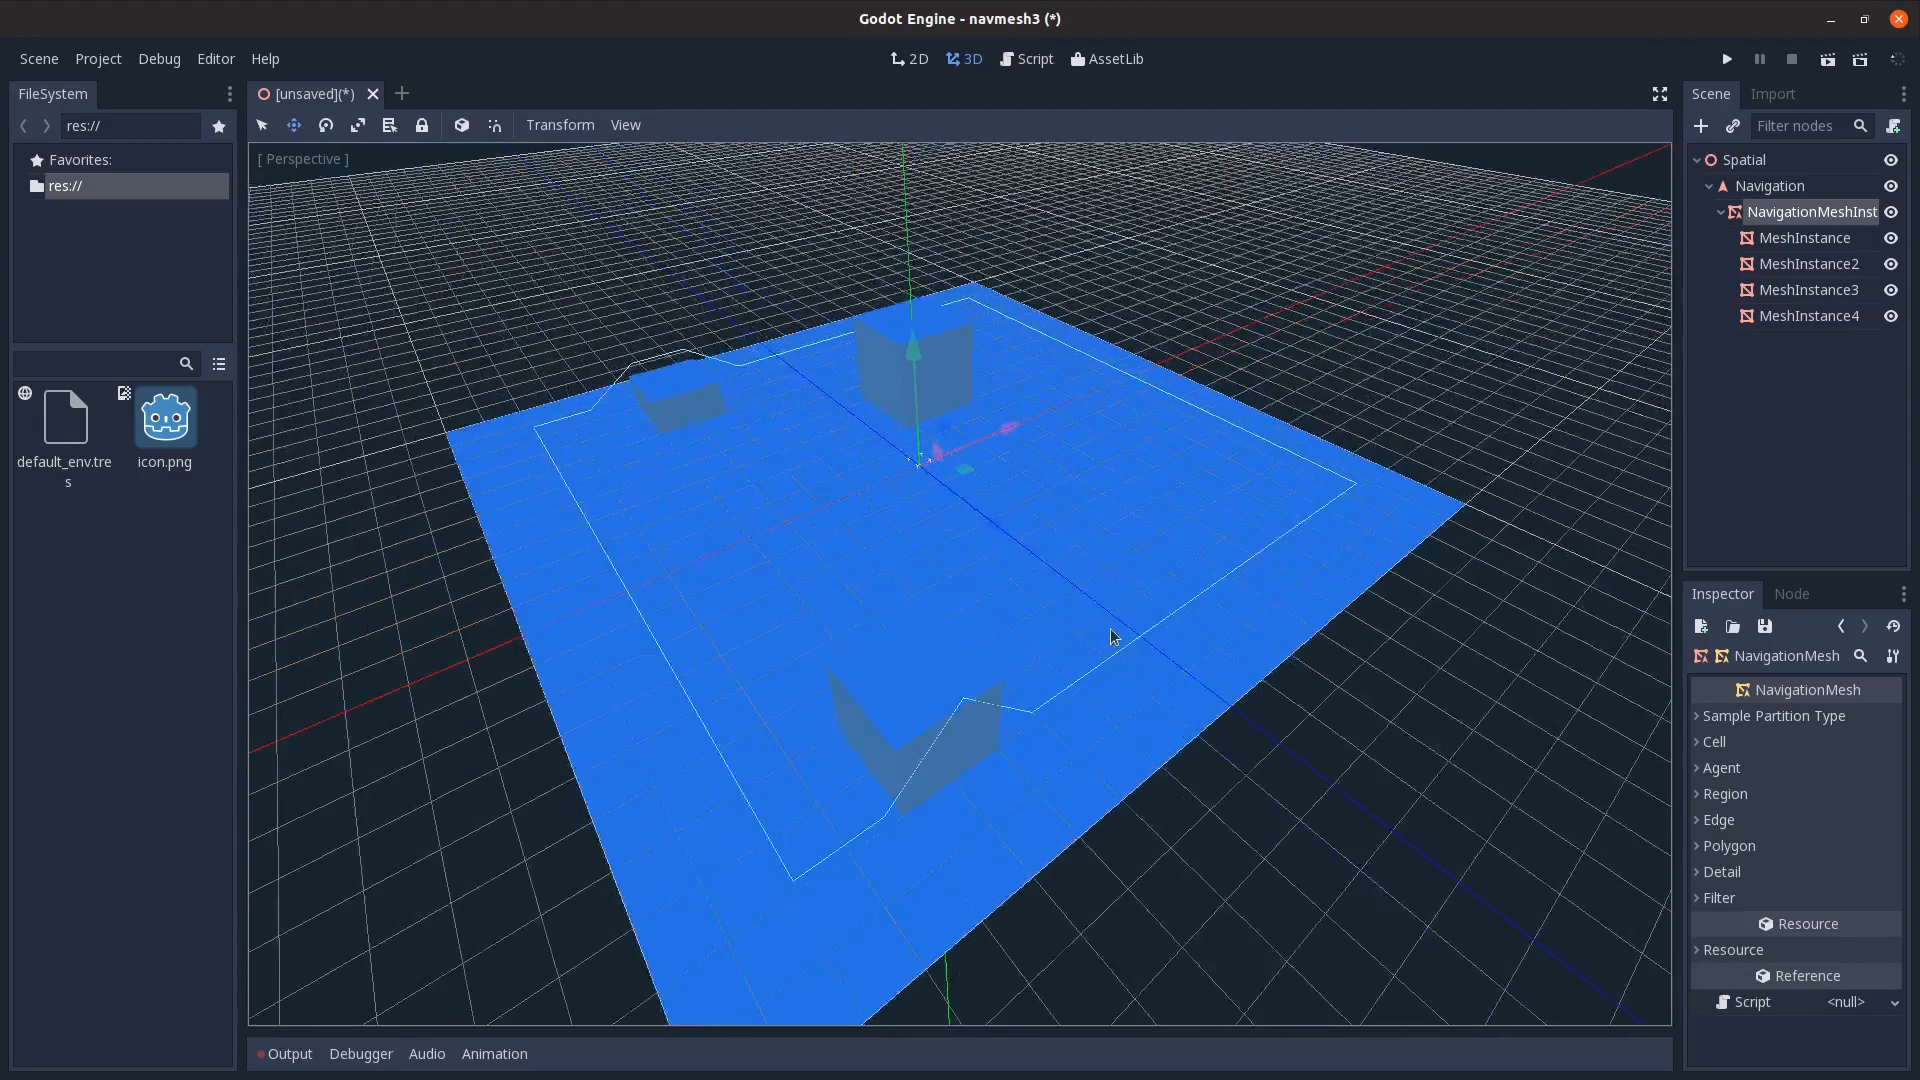 Godot Engine - navmesh3 (*)
Scene Project Debug Editor Help
2D 3D Script AssetLib
FileSystem
res://
Favorites:
res://
default_env.tre
s
icon.png
[unsaved](*)
Transform View
[ Perspective ]
Output Debugger Audio Animation
Scene Import
Filter nodes
Spatial
Navigation
NavigationMeshInst
MeshInstance
MeshInstance2
MeshInstance3
MeshInstance4
Inspector Node
NavigationMesh
NavigationMesh
Sample Partition Type
Cell
Agent
Region
Edge
Polygon
Detail
Filter
Resource
Resource
Reference
Script <null>